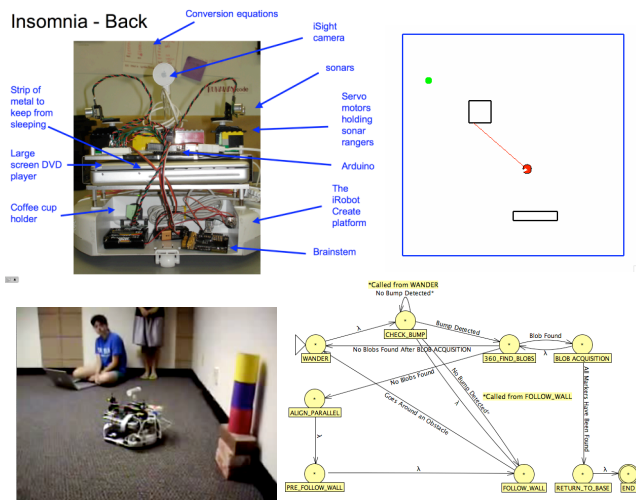 Insomnia - Back
Conversion equations
iSight
camera
sonars
Strip of
metal to
keep from
sleeping
Servo
motors
holding
sonar
rangers
Large
screen DVD
player
Arduino
Coffee cup
holder
The
iRobot
Create
platform
Brainstem
*Called from WANDER
No Bump Detected*
λ
CHECK_BUMP
Bump Detected
Blob Found
WANDER
No Blobs Found After BLOB ACQUISITION
360_FIND_BLOBS
λ
BLOB ACQUISITION
No Blobs Found
No Bump Detected*
λ
*Called from FOLLOW_WALL
All Markers Have Been Found
ALIGN_PARALLEL
Goes Around an Obstacle
λ
λ
λ
PRE_FOLLOW_WALL
FOLLOW_WALL
RETURN_TO_BASE
END